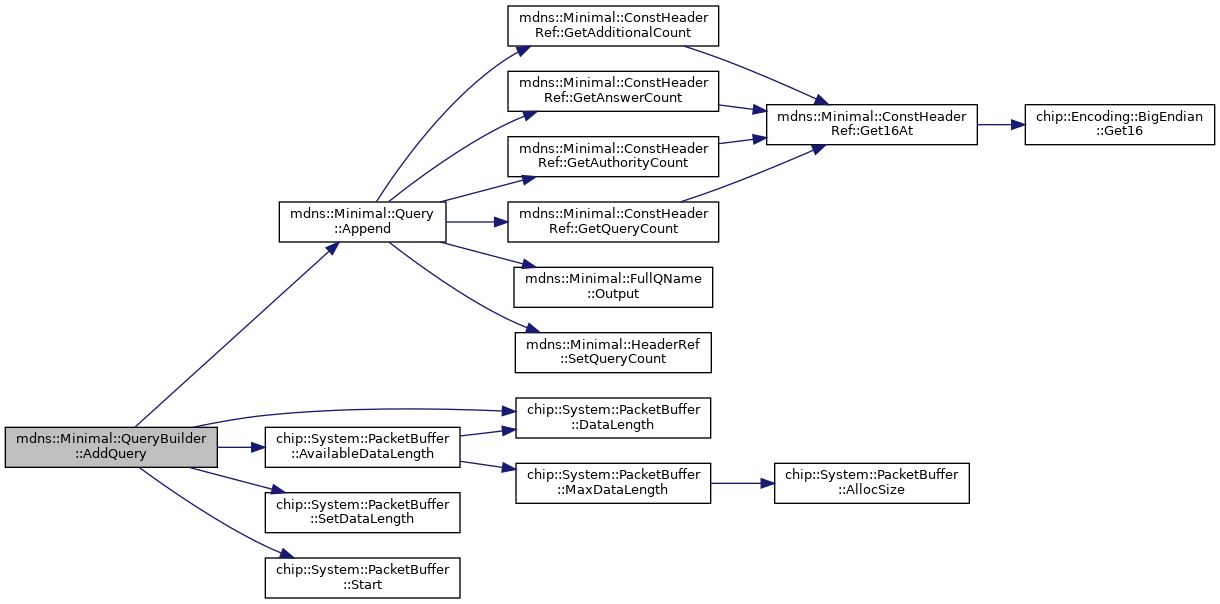 mdns::Minimal::ConstHeader
Ref::GetAdditionalCount
mdns::Minimal::ConstHeader
Ref::GetAnswerCount
mdns::Minimal::ConstHeader
Ref::Get16At
chip::Encoding::BigEndian
::Get16
mdns::Minimal::ConstHeader
Ref::GetAuthorityCount
mdns::Minimal::Query
::Append
mdns::Minimal::ConstHeader
Ref::GetQueryCount
mdns::Minimal::FullQName
::Output
mdns::Minimal::HeaderRef
::SetQueryCount
chip::System::PacketBuffer
::DataLength
mdns::Minimal::QueryBuilder
::AddQuery
chip::System::PacketBuffer
::AvailableDataLength
chip::System::PacketBuffer
::MaxDataLength
chip::System::PacketBuffer
::AllocSize
chip::System::PacketBuffer
::SetDataLength
chip::System::PacketBuffer
::Start